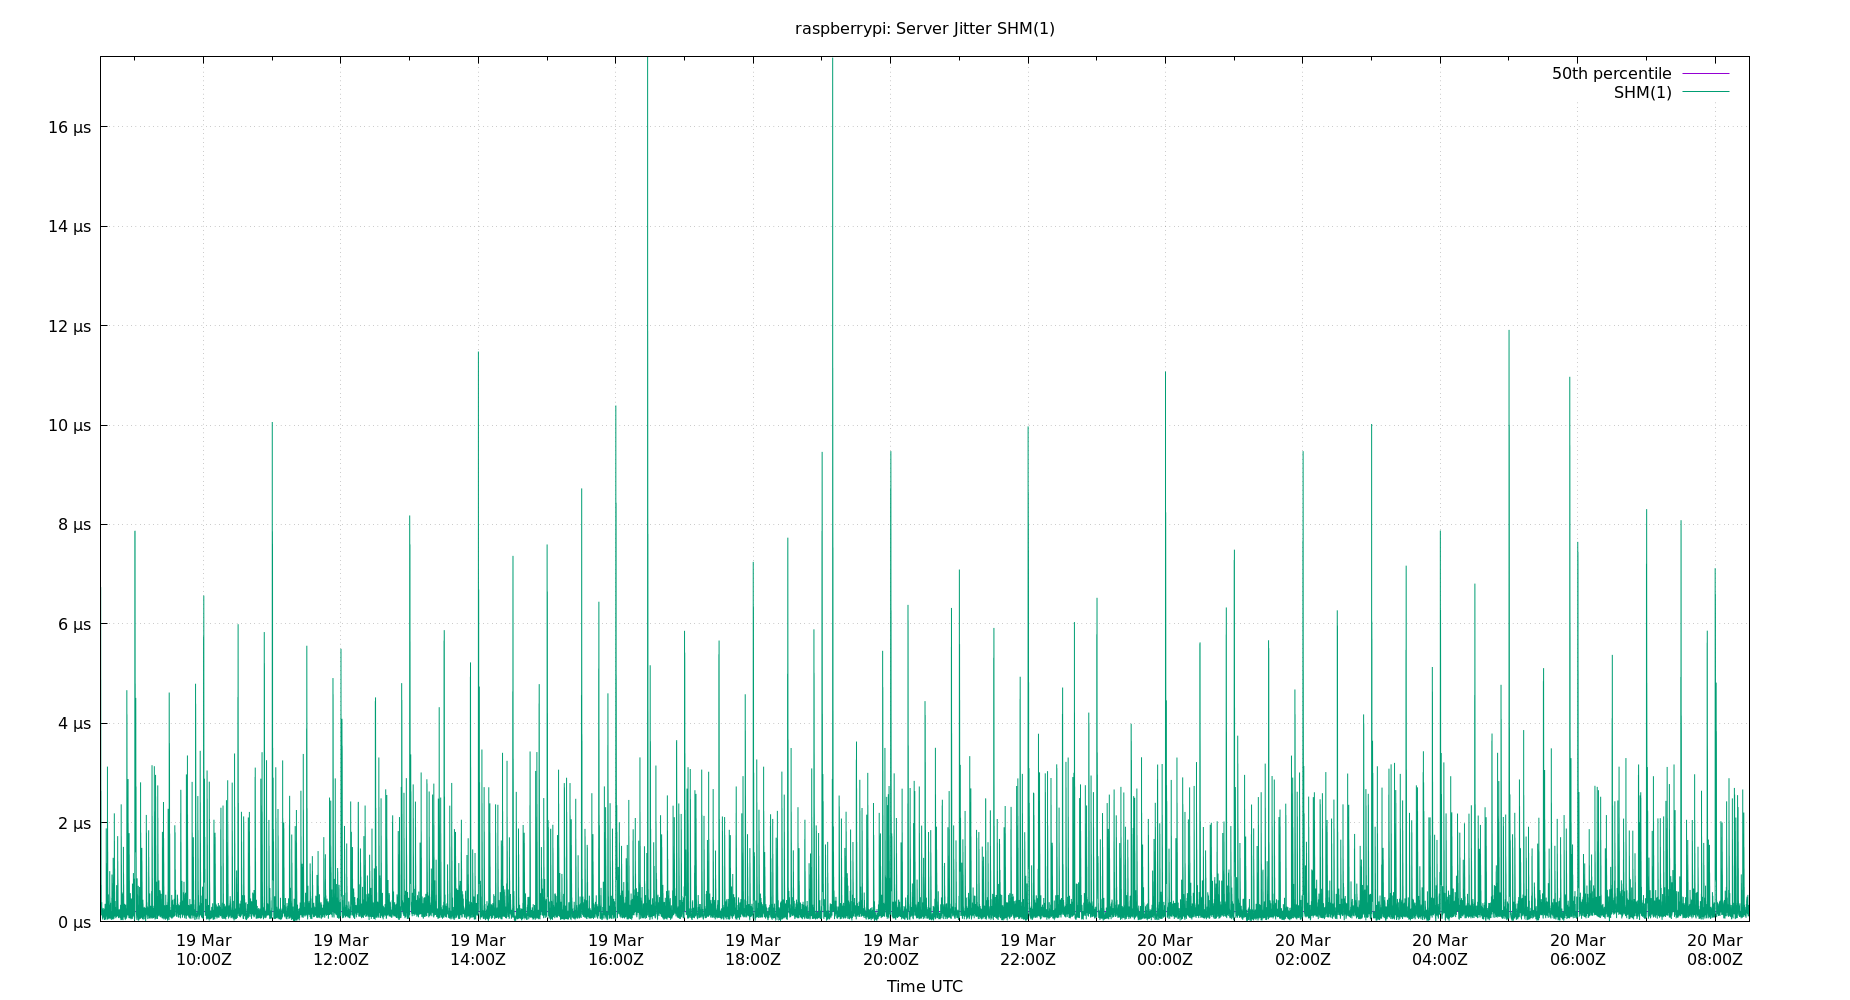 raspberrypi: Server Jitter SHM(1)
50th percentile
SHM(1)
16 µs
14 µs
12 µs
10 µs
8 µs
6 µs
4 µs
2 µs
0 µs
19 Mar 19 Mar 19 Mar 19 Mar 19 Mar 19 Mar 19 Mar 20 Mar 20 Mar 20 Mar 20 Mar 20 Mar
10:00Z 12:00Z 14:00Z 16:00Z 18:00Z 20:00Z 22:00Z 00:00Z 02:00Z 04:00Z 06:00Z 08:00Z
Time UTC